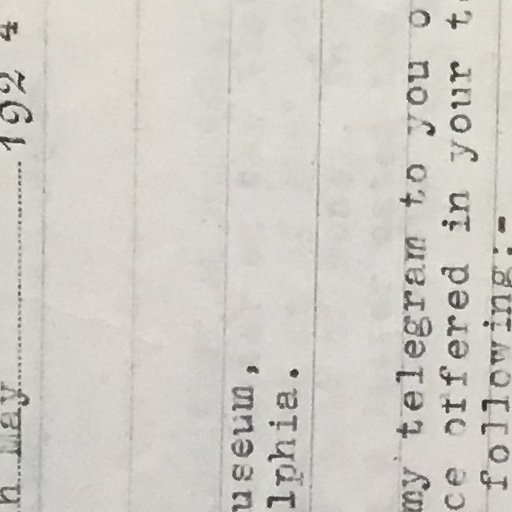 h May 192 4
useum,
lphia.
my telegram to you o
ce offered in your t
following:-